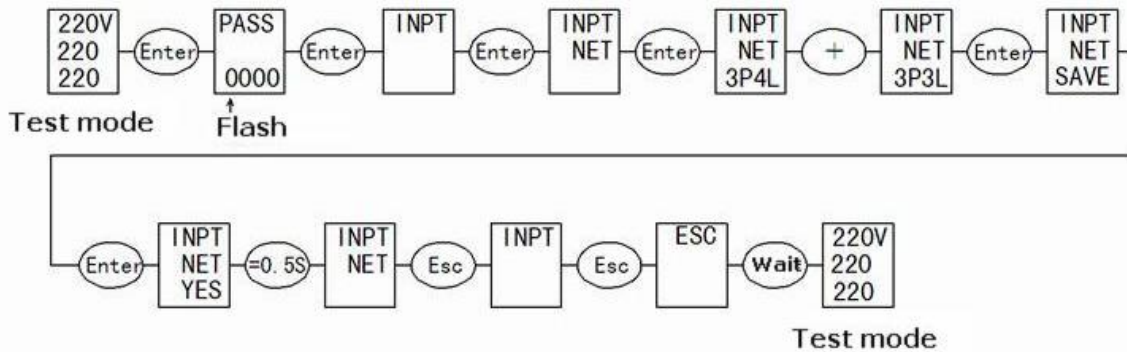 220V
220
220
Enter
PASS
0000
Enter
INPT
Enter
INPT
NET
Enter
INPT
NET
3P4L
+
INPT
NET
3P3L
Enter
INPT
NET
SAVE
Test mode
Flash
Enter
INPT
NET
YES
=0.5S
INPT
NET
Esc
INPT
Esc
ESC
Wait
220V
220
220
Test mode